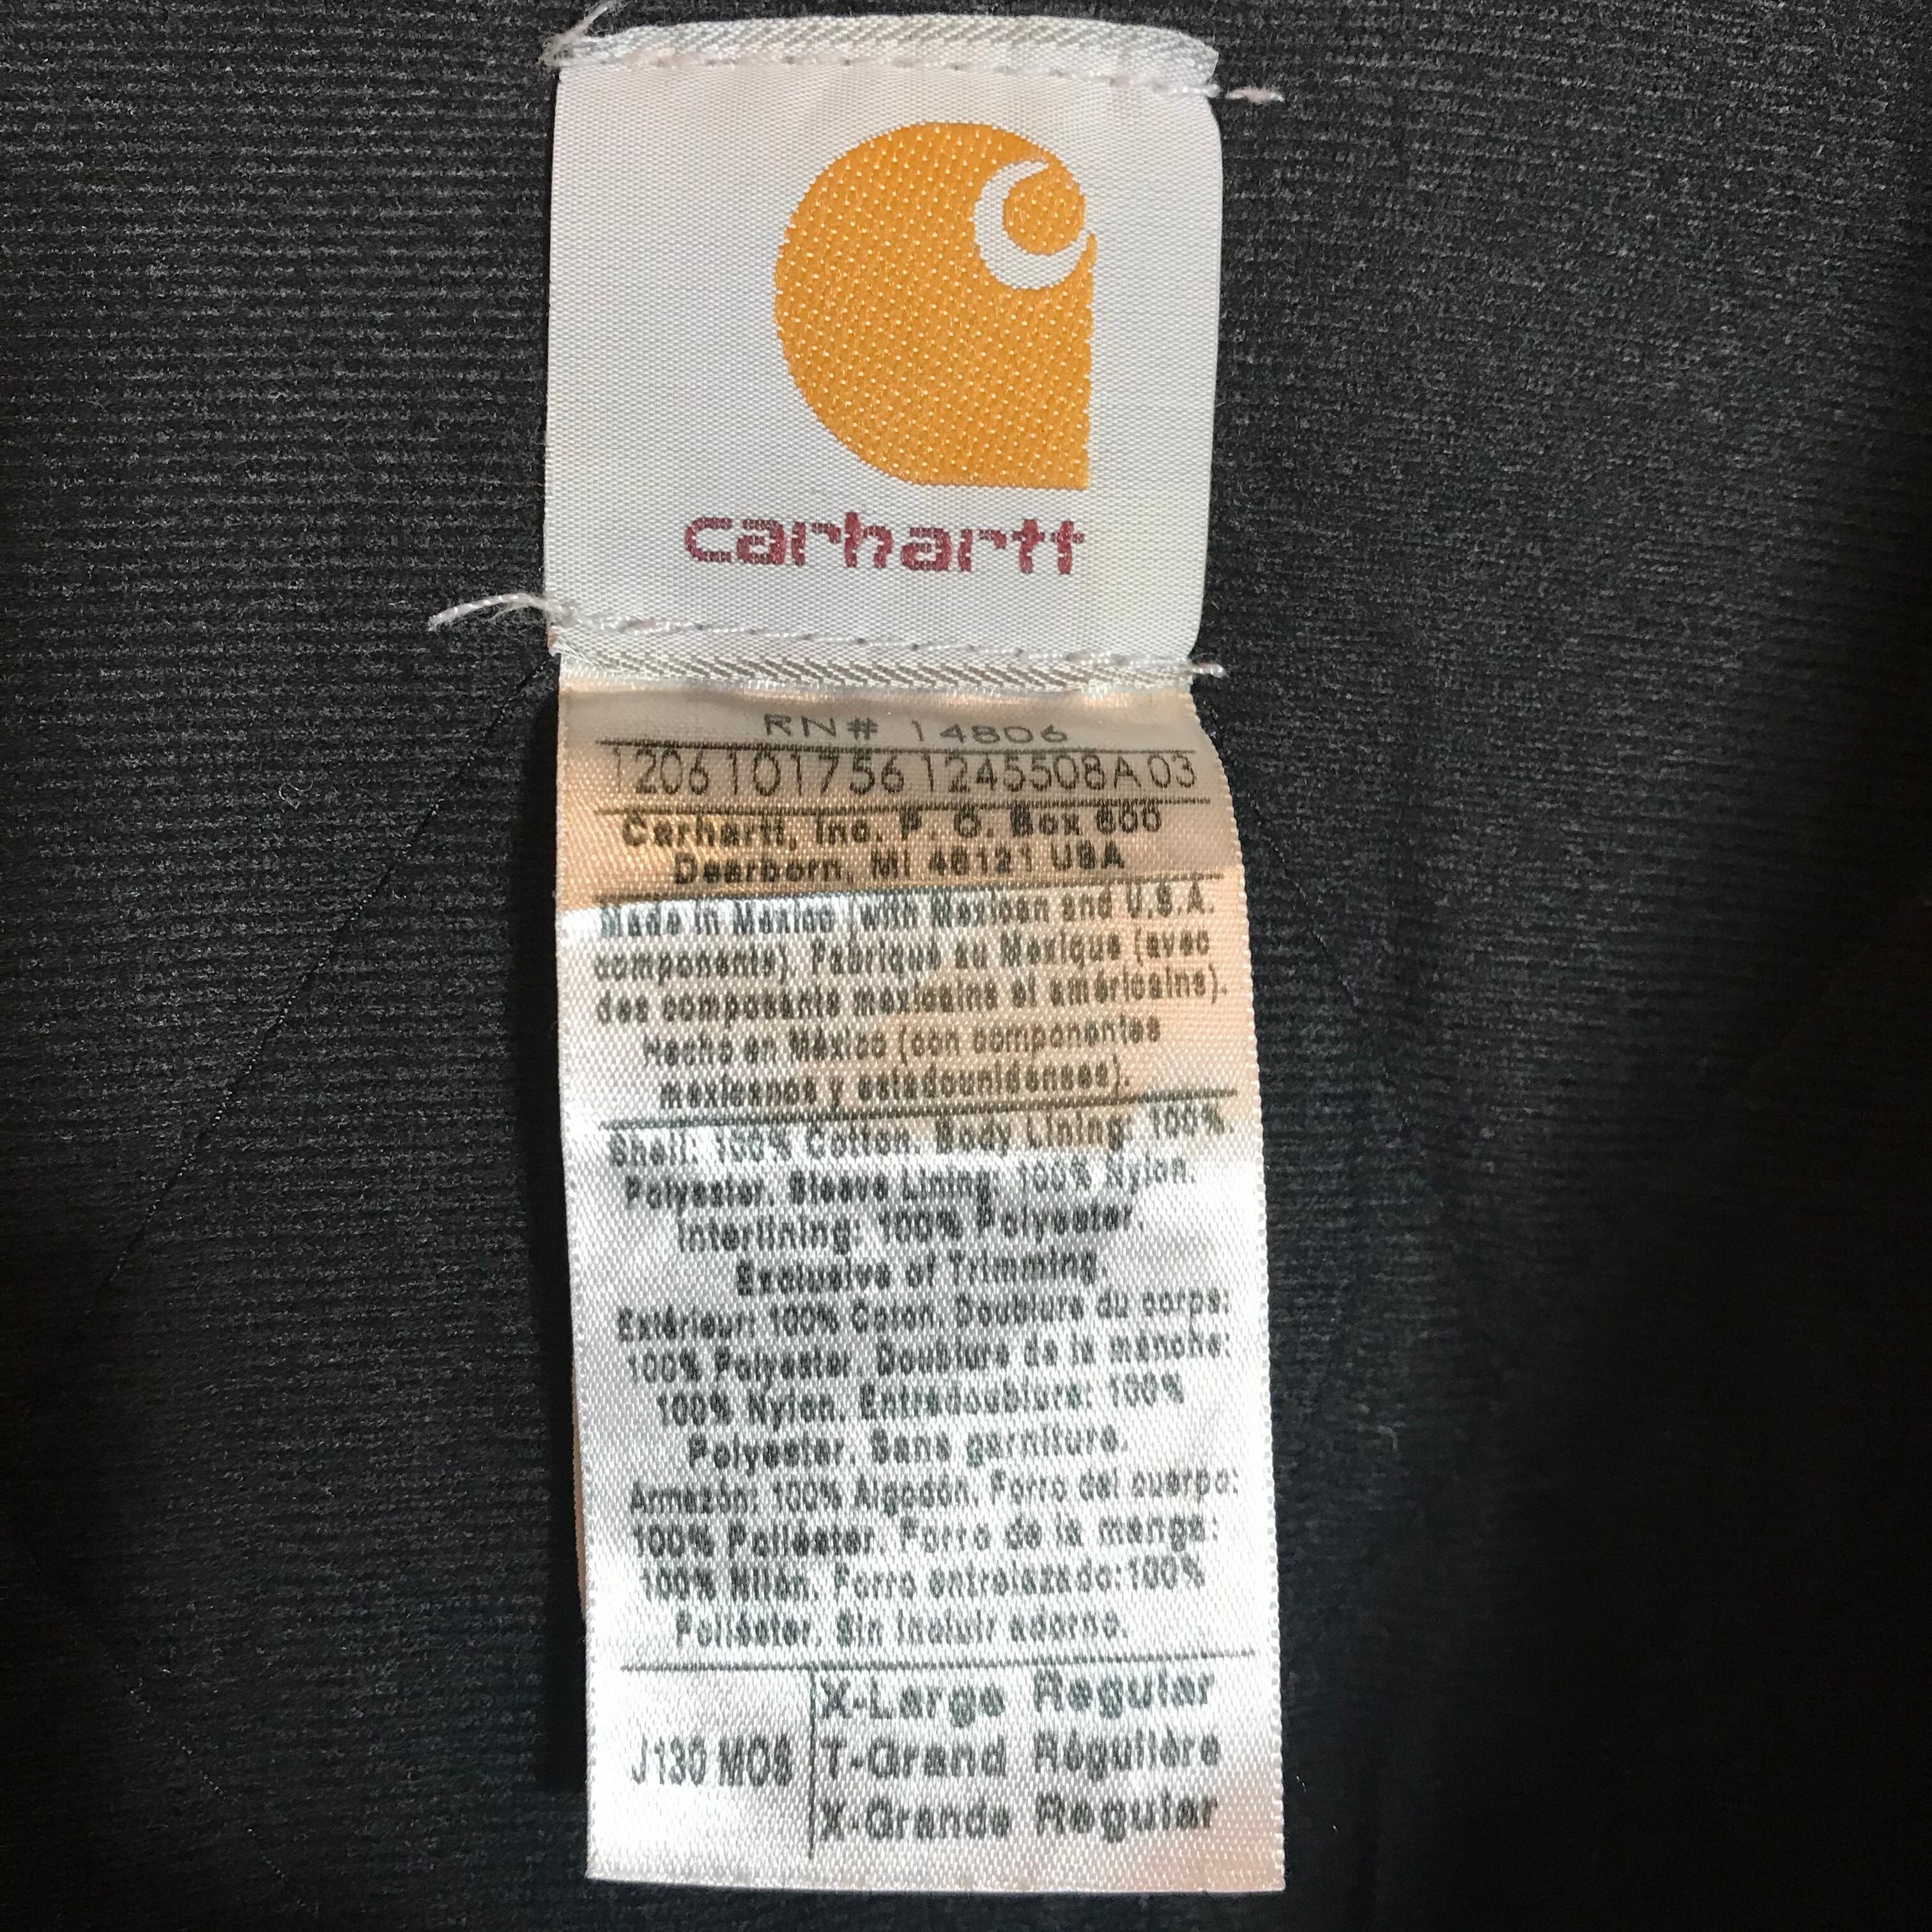 carhartt
RN# 14806
1206 101756 1245508A 03
Carhartt, Inc. P. O. Box 600
Dearborn, MI 48121 USA
Made in Mexico (with Mexican and U.S.A.
components). Fabriqué au Mexique (avec
des composants mexicains et américains).
Hecho en México (con componentes
mexicanos y estadounidenses).
Shell: 100% Cotton. Body Lining: 100%
Polyester. Sleeve Lining: 100% Nylon.
Interlining: 100% Polyester.
Exclusive of Trimming
Extérieur: 100% Coton. Doublure du corps:
100% Polyester. Doublure de la manche:
100% Nylon. Entredoublure: 100%
Polyester. Sans garniture.
Armazón: 100% Algodón. Forro del cuerpo:
100% Poliéster. Forro de la manga:
100% Nilón. Forro entrelazado: 100%
Poliéster. Sin incluir adorno.
J130 MOS
X-Large Regular
T-Grand Régulière
X-Grande Regular